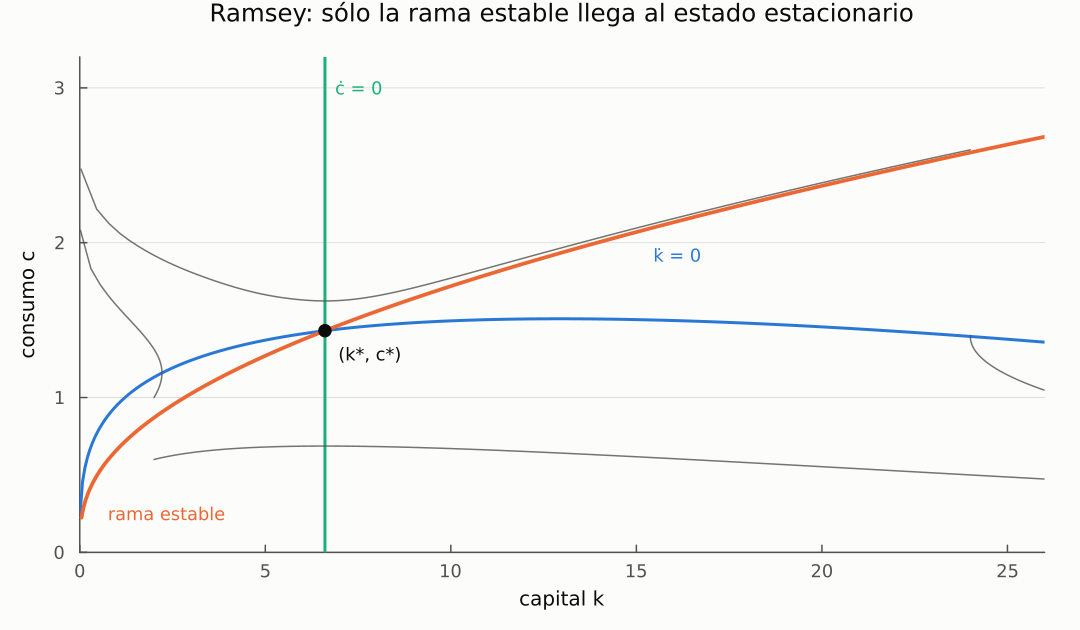 Ramsey: sólo la rama estable llega al estado estacionario
3
ċ = 0
2
k̇ = 0
consumo c
(k*, c*)
1
rama estable
0
0 5 10 15 20 25
capital k